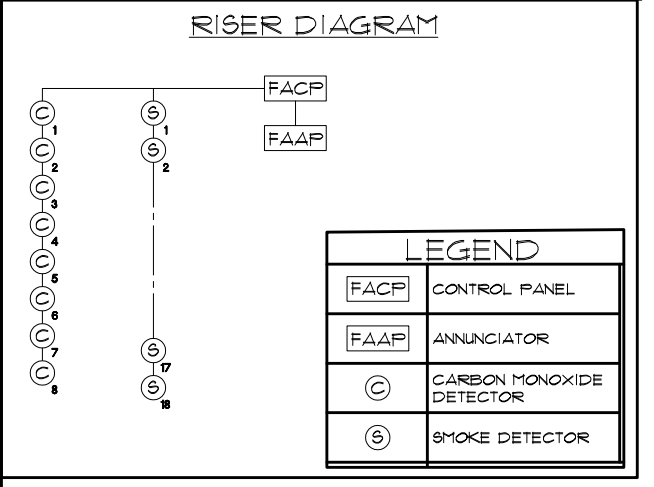 RISER DIAGRAM
FACP
FAAP
C
1
C
2
C
3
C
4
C
5
C
6
C
7
C
8
S
1
S
2
S
17
S
18
LEGEND
FACP CONTROL PANEL
FAAP ANNUNCIATOR
C CARBON MONOXIDE
DETECTOR
S SMOKE DETECTOR